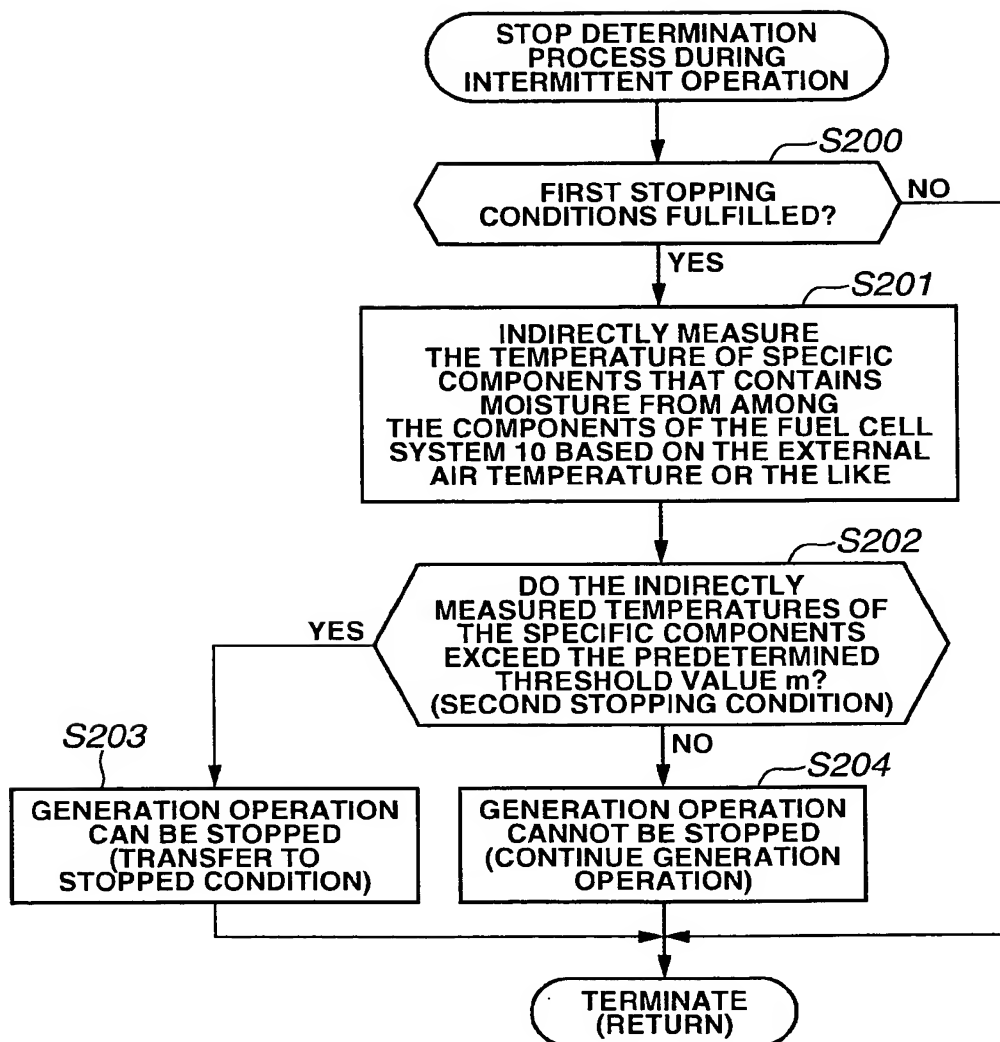 STOP DETERMINATION
PROCESS DURING
INTERMITTENT OPERATION
S200
FIRST STOPPING
CONDITIONS FULFILLED?
NO
YES
S201
INDIRECTLY MEASURE
THE TEMPERATURE OF SPECIFIC
COMPONENTS THAT CONTAINS
MOISTURE FROM AMONG
THE COMPONENTS OF THE FUEL CELL
SYSTEM 10 BASED ON THE EXTERNAL
AIR TEMPERATURE OR THE LIKE
S202
DO THE INDIRECTLY
MEASURED TEMPERATURES OF
THE SPECIFIC COMPONENTS
EXCEED THE PREDETERMINED
THRESHOLD VALUE m?
(SECOND STOPPING CONDITION)
YES
NO
S203
GENERATION OPERATION
CAN BE STOPPED
(TRANSFER TO
STOPPED CONDITION)
S204
GENERATION OPERATION
CANNOT BE STOPPED
(CONTINUE GENERATION
OPERATION)
TERMINATE
(RETURN)